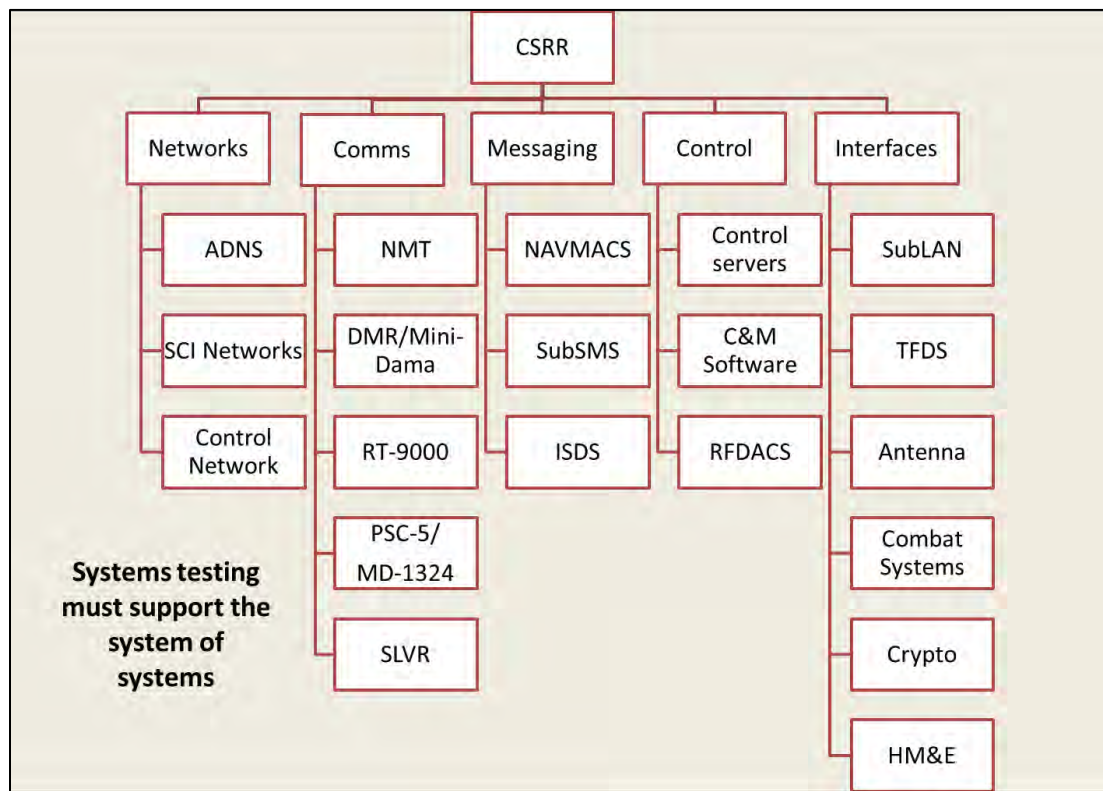 CSRR
Networks
Comms
Messaging
Control
Interfaces
ADNS
NMT
NAVMACS
Control
servers
SubLAN
SCI Networks
DMR/Mini-
Dama
SubSMS
C&M
Software
TFDS
Control
Network
RT-9000
ISDS
RFDACS
Antenna
PSC-5/
MD-1324
Combat
Systems
SLVR
Crypto
HM&E
Systems testing
must support the
system of
systems